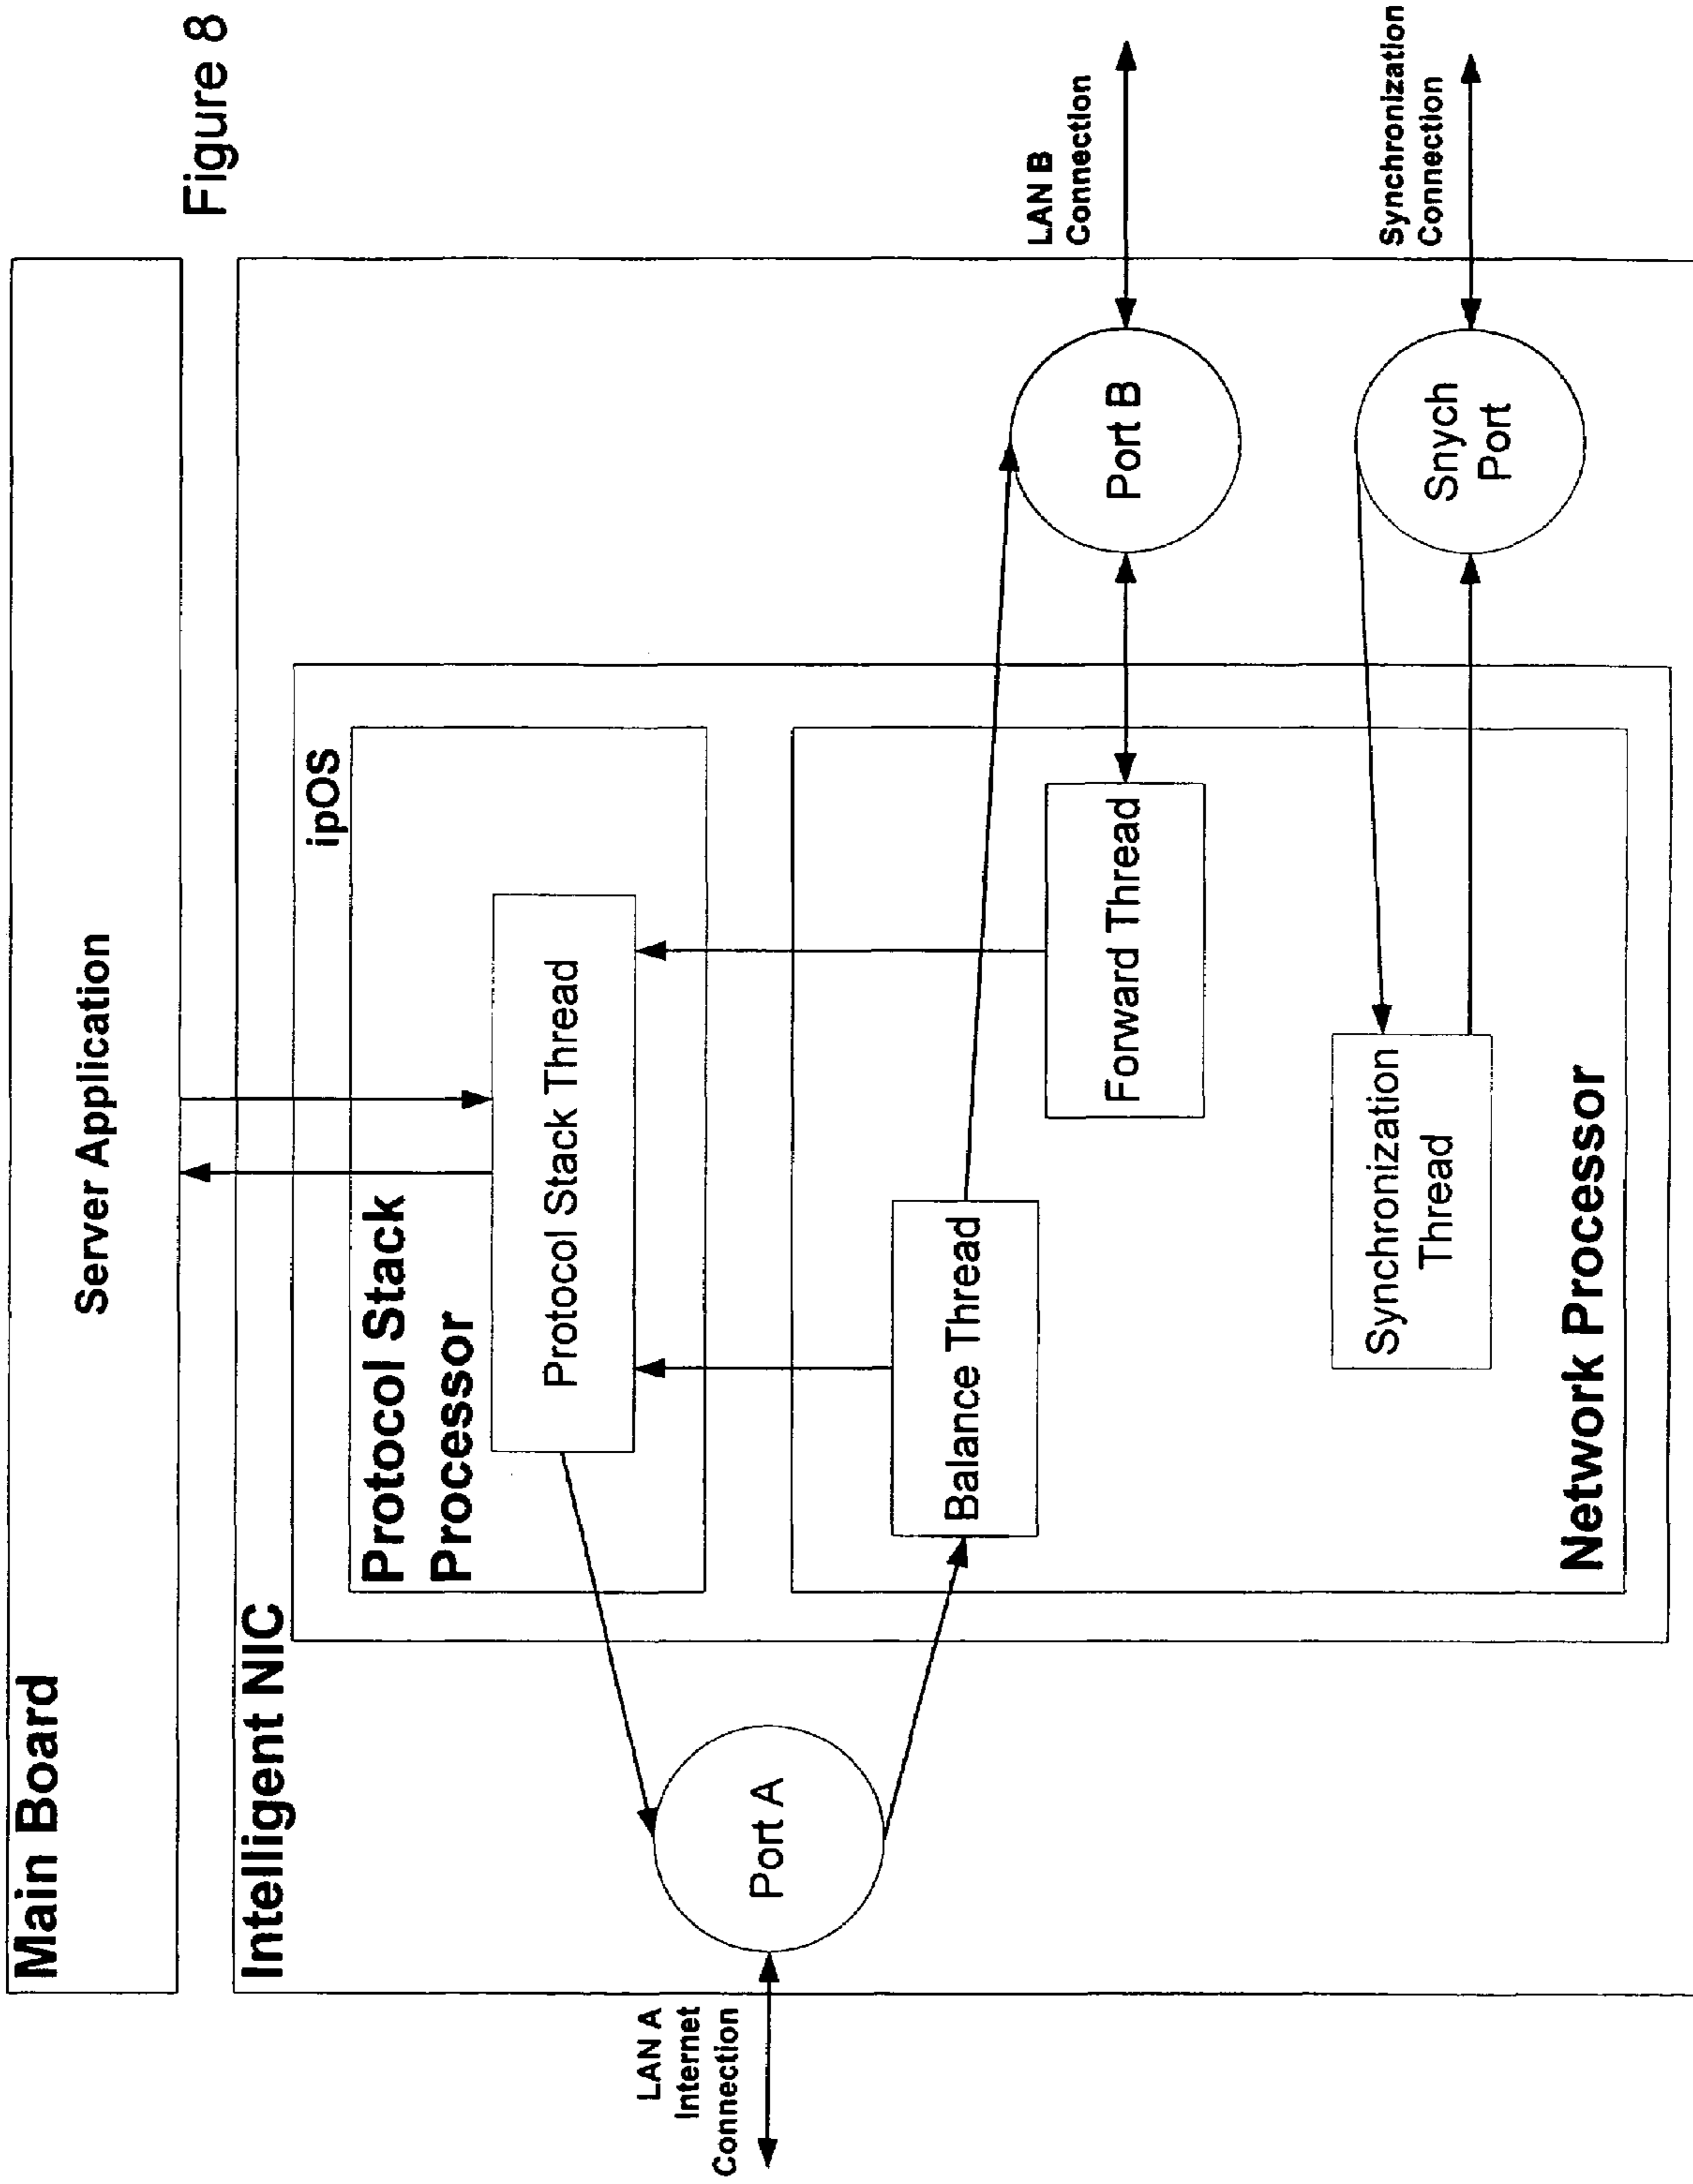 Figure 8
Main Board
Server Application
Intelligent NIC
ipOS
Protocol Stack
Processor
Protocol Stack Thread
LAN A
Internet
Connection
Port A
Balance Thread
Forward Thread
LAN B
Connection
Port B
Synchronization
Thread
Snych
Port
Synchronization
Connection
Network Processor